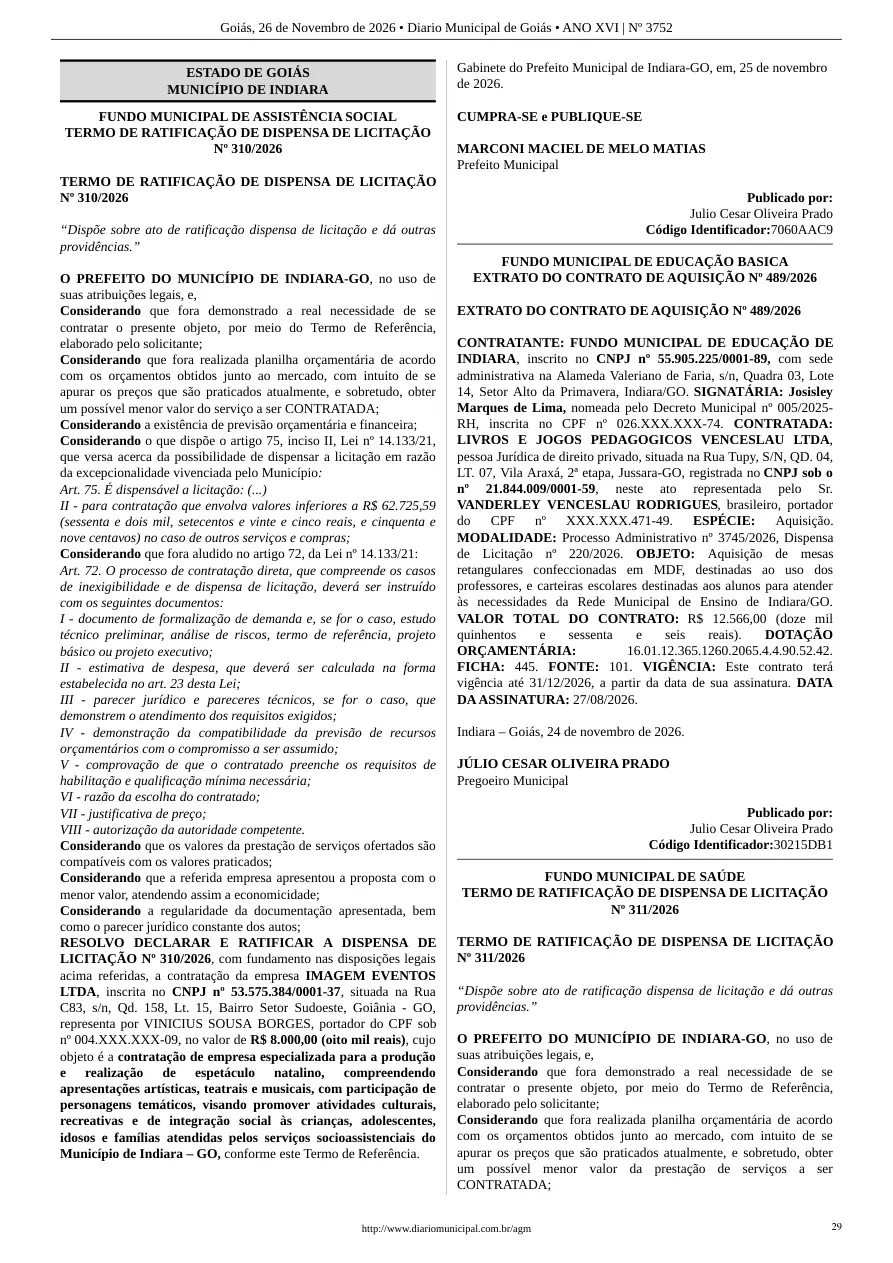 Goiás, 26 de Novembro de 2026 • Diario Municipal de Goiás • ANO XVI | Nº 3752
ESTADO DE GOIÁS
MUNICÍPIO DE INDIARA
FUNDO MUNICIPAL DE ASSISTÊNCIA SOCIAL
TERMO DE RATIFICAÇÃO DE DISPENSA DE LICITAÇÃO
Nº 310/2026
TERMO DE RATIFICAÇÃO DE DISPENSA DE LICITAÇÃO
Nº 310/2026
“Dispõe sobre ato de ratificação dispensa de licitação e dá outras
providências.”
O PREFEITO DO MUNICÍPIO DE INDIARA-GO, no uso de
suas atribuições legais, e,
Considerando que fora demonstrado a real necessidade de se
contratar o presente objeto, por meio do Termo de Referência,
elaborado pelo solicitante;
Considerando que fora realizada planilha orçamentária de acordo
com os orçamentos obtidos junto ao mercado, com intuito de se
apurar os preços que são praticados atualmente, e sobretudo, obter
um possível menor valor do serviço a ser CONTRATADA;
Considerando a existência de previsão orçamentária e financeira;
Considerando o que dispõe o artigo 75, inciso II, Lei nº 14.133/21,
que versa acerca da possibilidade de dispensar a licitação em razão
da excepcionalidade vivenciada pelo Município:
Art. 75. É dispensável a licitação: (...)
II - para contratação que envolva valores inferiores a R$ 62.725,59
(sessenta e dois mil, setecentos e vinte e cinco reais, e cinquenta e
nove centavos) no caso de outros serviços e compras;
Considerando que fora aludido no artigo 72, da Lei nº 14.133/21:
Art. 72. O processo de contratação direta, que compreende os casos
de inexigibilidade e de dispensa de licitação, deverá ser instruído
com os seguintes documentos:
I - documento de formalização de demanda e, se for o caso, estudo
técnico preliminar, análise de riscos, termo de referência, projeto
básico ou projeto executivo;
II - estimativa de despesa, que deverá ser calculada na forma
estabelecida no art. 23 desta Lei;
III - parecer jurídico e pareceres técnicos, se for o caso, que
demonstrem o atendimento dos requisitos exigidos;
IV - demonstração da compatibilidade da previsão de recursos
orçamentários com o compromisso a ser assumido;
V - comprovação de que o contratado preenche os requisitos de
habilitação e qualificação mínima necessária;
VI - razão da escolha do contratado;
VII - justificativa de preço;
VIII - autorização da autoridade competente.
Considerando que os valores da prestação de serviços ofertados são
compatíveis com os valores praticados;
Considerando que a referida empresa apresentou a proposta com o
menor valor, atendendo assim a economicidade;
Considerando a regularidade da documentação apresentada, bem
como o parecer jurídico constante dos autos;
RESOLVO DECLARAR E RATIFICAR A DISPENSA DE
LICITAÇÃO Nº 310/2026, com fundamento nas disposições legais
acima referidas, a contratação da empresa IMAGEM EVENTOS
LTDA, inscrita no CNPJ nº 53.575.384/0001-37, situada na Rua
C83, s/n, Qd. 158, Lt. 15, Bairro Setor Sudoeste, Goiânia - GO,
representa por VINICIUS SOUSA BORGES, portador do CPF sob
nº 004.XXX.XXX-09, no valor de R$ 8.000,00 (oito mil reais), cujo
objeto é a contratação de empresa especializada para a produção
e realização de espetáculo natalino, compreendendo
apresentações artísticas, teatrais e musicais, com participação de
personagens temáticos, visando promover atividades culturais,
recreativas e de integração social às crianças, adolescentes,
idosos e famílias atendidas pelos serviços socioassistenciais do
Município de Indiara – GO, conforme este Termo de Referência.
Gabinete do Prefeito Municipal de Indiara-GO, em, 25 de novembro
de 2026.
CUMPRA-SE e PUBLIQUE-SE
MARCONI MACIEL DE MELO MATIAS
Prefeito Municipal
Publicado por:
Julio Cesar Oliveira Prado
Código Identificador:7060AAC9
FUNDO MUNICIPAL DE EDUCAÇÃO BASICA
EXTRATO DO CONTRATO DE AQUISIÇÃO Nº 489/2026
EXTRATO DO CONTRATO DE AQUISIÇÃO Nº 489/2026
CONTRATANTE: FUNDO MUNICIPAL DE EDUCAÇÃO DE
INDIARA, inscrito no CNPJ nº 55.905.225/0001-89, com sede
administrativa na Alameda Valeriano de Faria, s/n, Quadra 03, Lote
14, Setor Alto da Primavera, Indiara/GO. SIGNATÁRIA: Josisley
Marques de Lima, nomeada pelo Decreto Municipal nº 005/2025-
RH, inscrita no CPF nº 026.XXX.XXX-74. CONTRATADA:
LIVROS E JOGOS PEDAGOGICOS VENCESLAU LTDA,
pessoa Jurídica de direito privado, situada na Rua Tupy, S/N, QD. 04,
LT. 07, Vila Araxá, 2ª etapa, Jussara-GO, registrada no CNPJ sob o
nº 21.844.009/0001-59, neste ato representada pelo Sr.
VANDERLEY VENCESLAU RODRIGUES, brasileiro, portador
do CPF nº XXX.XXX.471-49. ESPÉCIE: Aquisição.
MODALIDADE: Processo Administrativo nº 3745/2026, Dispensa
de Licitação nº 220/2026. OBJETO: Aquisição de mesas
retangulares confeccionadas em MDF, destinadas ao uso dos
professores, e carteiras escolares destinadas aos alunos para atender
às necessidades da Rede Municipal de Ensino de Indiara/GO.
VALOR TOTAL DO CONTRATO: R$ 12.566,00 (doze mil
quinhentos e sessenta e seis reais). DOTAÇÃO
ORÇAMENTÁRIA: 16.01.12.365.1260.2065.4.4.90.52.42.
FICHA: 445. FONTE: 101. VIGÊNCIA: Este contrato terá
vigência até 31/12/2026, a partir da data de sua assinatura. DATA
DA ASSINATURA: 27/08/2026.
Indiara – Goiás, 24 de novembro de 2026.
JÚLIO CESAR OLIVEIRA PRADO
Pregoeiro Municipal
Publicado por:
Julio Cesar Oliveira Prado
Código Identificador:30215DB1
FUNDO MUNICIPAL DE SAÚDE
TERMO DE RATIFICAÇÃO DE DISPENSA DE LICITAÇÃO
Nº 311/2026
TERMO DE RATIFICAÇÃO DE DISPENSA DE LICITAÇÃO
Nº 311/2026
“Dispõe sobre ato de ratificação dispensa de licitação e dá outras
providências.”
O PREFEITO DO MUNICÍPIO DE INDIARA-GO, no uso de
suas atribuições legais, e,
Considerando que fora demonstrado a real necessidade de se
contratar o presente objeto, por meio do Termo de Referência,
elaborado pelo solicitante;
Considerando que fora realizada planilha orçamentária de acordo
com os orçamentos obtidos junto ao mercado, com intuito de se
apurar os preços que são praticados atualmente, e sobretudo, obter
um possível menor valor da prestação de serviços a ser
CONTRATADA;
http://www.diariomunicipal.com.br/agm
29